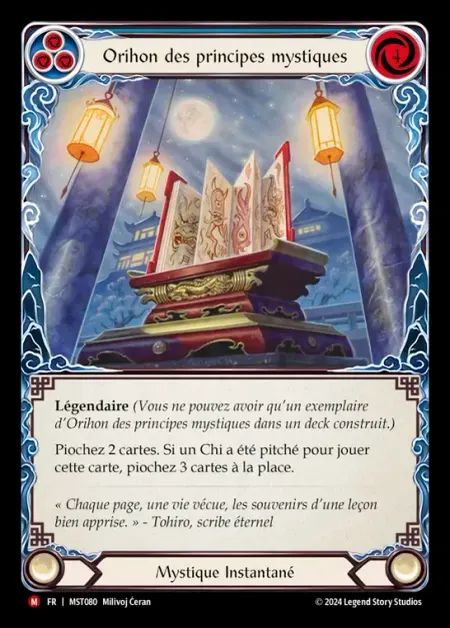 Orihon des principes mystiques
Légendaire (Vous ne pouvez avoir qu'un exemplaire
d'Orihon des principes mystiques dans un deck construit.)
Piochez 2 cartes. Si un Chi a été pitché pour jouer
cette carte, piochez 3 cartes à la place.
« Chaque page, une vie vécue, les souvenirs d'une leçon
bien apprise. » - Tohiro, scribe éternel
Mystique Instantané
M FR | MST080 Milivoj Ćeran © 2024 Legend Story Studios